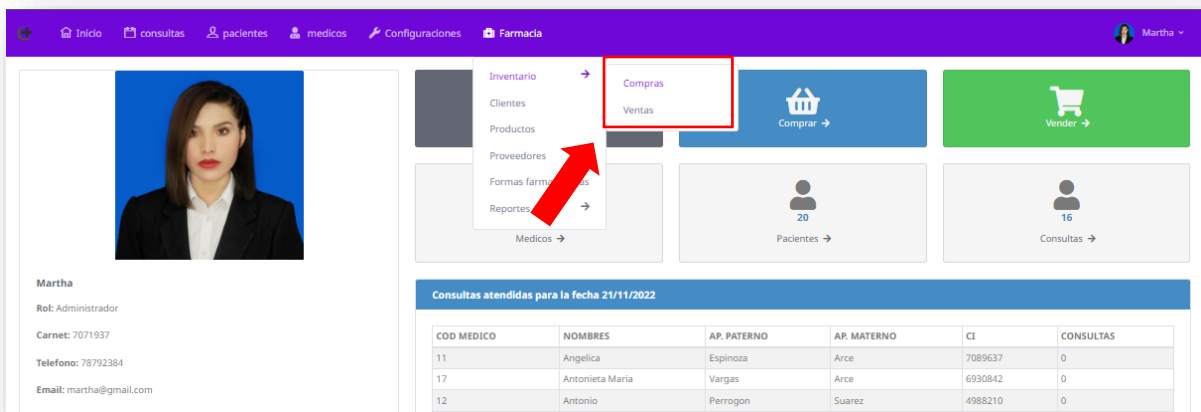 Inicio consultas pacientes medicos Configuraciones Farmacia Martha
Inventario
Clientes
Productos
Proveedores
Reportes
Compras
Ventas
Comprar
Vender
Medicos
20
Pacientes
16
Consultas
Martha
Rol: Administrador
Carnet: 7071937
Telefono: 78792384
Email: martha@gmail.com
Consultas atendidas para la fecha 21/11/2022
COD MEDICO NOMBRES AP. PATERNO AP. MATERNO CI CONSULTAS
11 Angelica Espinoza Arce 7089637 0
17 Antonieta Maria Vargas Arce 6930842 0
12 Antonio Perrogon Suarez 4988210 0